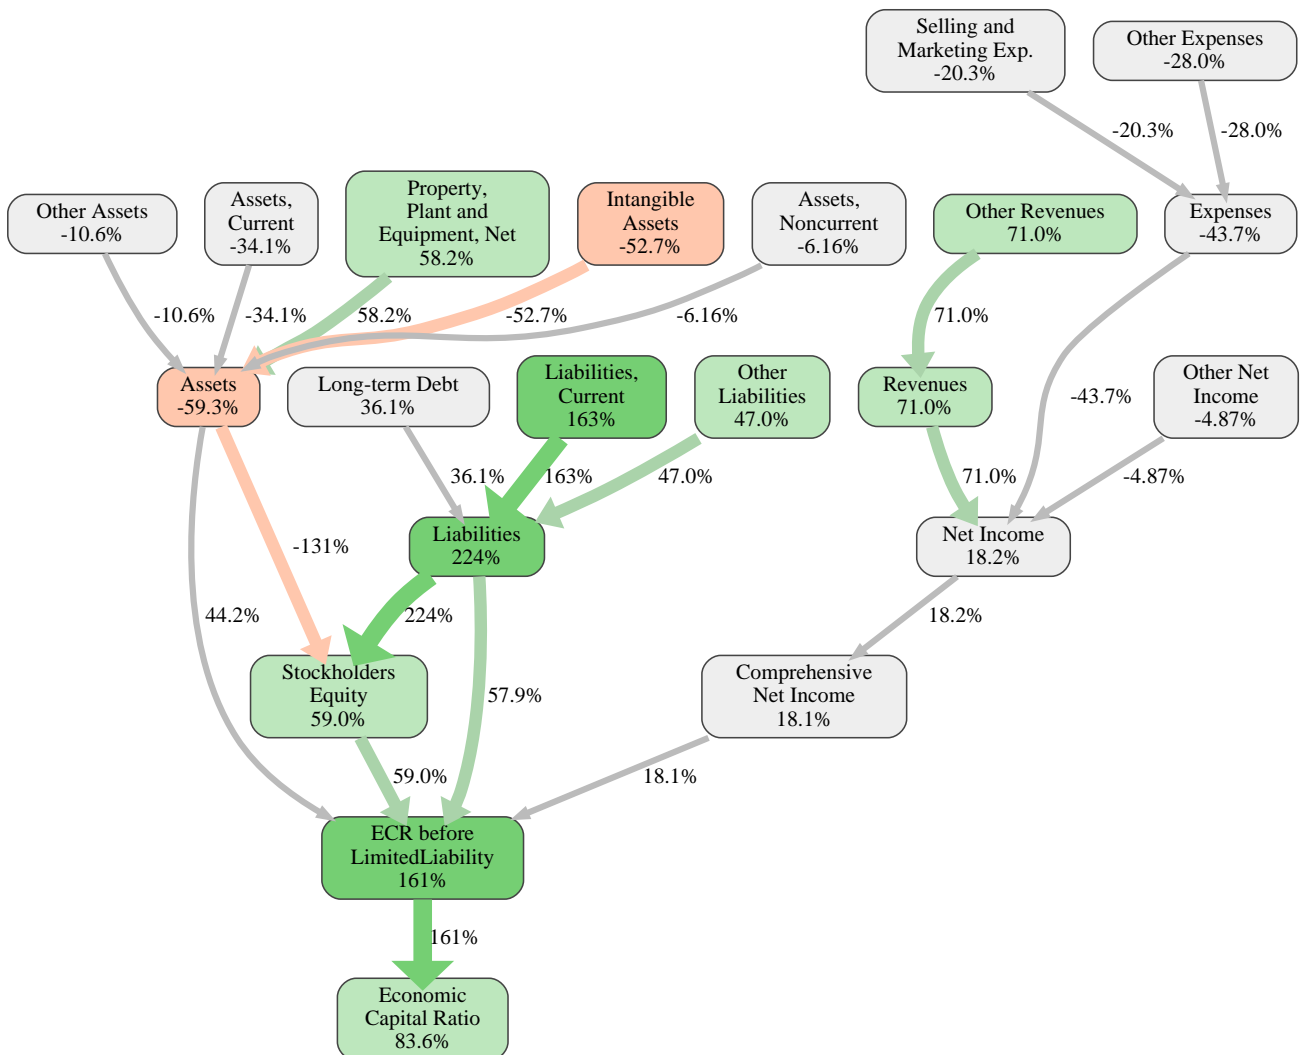 Selling and
Marketing Exp.
-20.3%
Other Expenses
-28.0%
-20.3%
-28.0%
Other Assets
-10.6%
Assets,
Current
-34.1%
Property,
Plant and
Equipment, Net
58.2%
Intangible
Assets
-52.7%
Assets,
Noncurrent
-6.16%
Other Revenues
71.0%
Expenses
-43.7%
-10.6%
-34.1%
58.2%
-52.7%
-6.16%
71.0%
Assets
-59.3%
Long-term Debt
36.1%
Liabilities,
Current
163%
Other
Liabilities
47.0%
Revenues
71.0%
-43.7%
Other Net
Income
-4.87%
36.1%
163%
47.0%
71.0%
-4.87%
Liabilities
224%
Net Income
18.2%
-131%
44.2%
224%
18.2%
Stockholders
Equity
59.0%
57.9%
Comprehensive
Net Income
18.1%
59.0%
18.1%
ECR before
LimitedLiability
161%
161%
Economic
Capital Ratio
83.6%